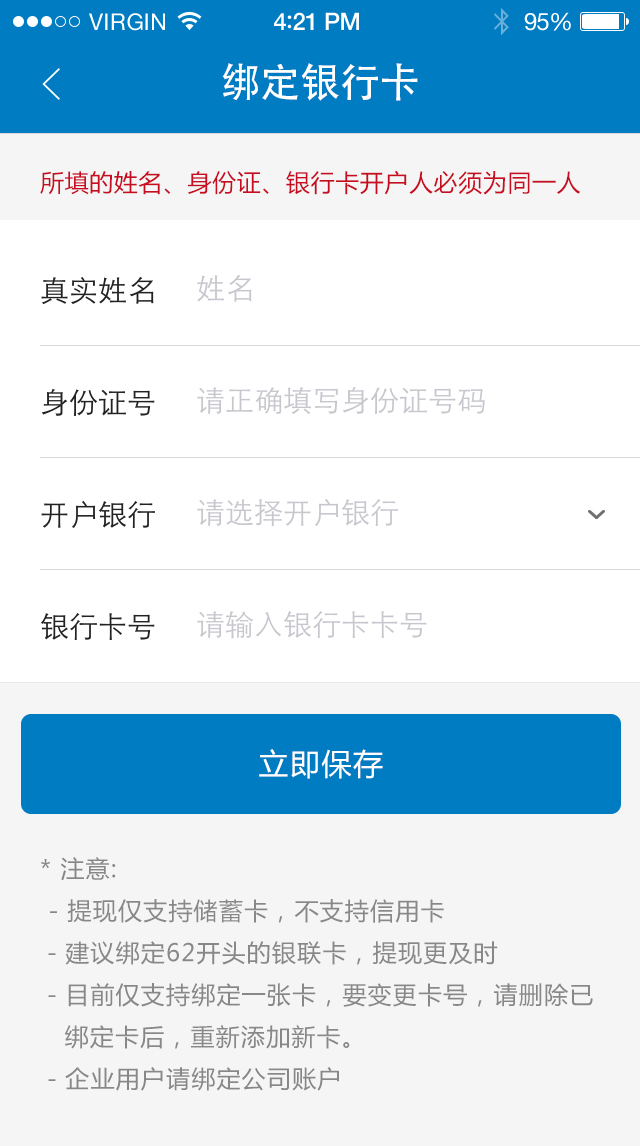 VIRGIN 4:21 PM 95%
绑定银行卡
所填的姓名、身份证、银行卡开户人必须为同一人
真实姓名 姓名
身份证号 请正确填写身份证号码
开户银行 请选择开户银行
银行卡号 请输入银行卡卡号
立即保存
* 注意:
- 提现仅支持储蓄卡，不支持信用卡
- 建议绑定62开头的银联卡，提现更及时
- 目前仅支持绑定一张卡，要变更卡号，请删除已
绑定卡后，重新添加新卡。
- 企业用户请绑定公司账户